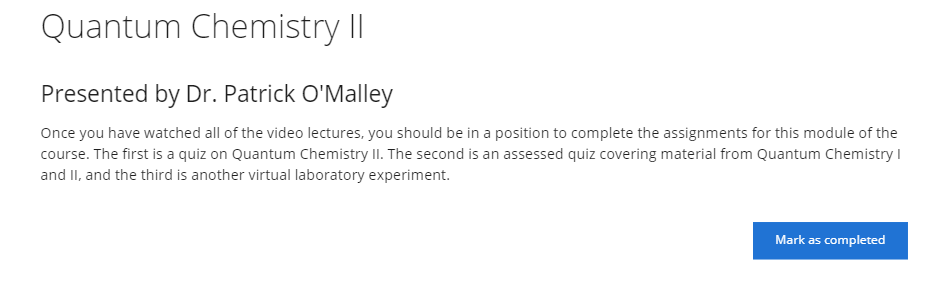 Quantum Chemistry II
Presented by Dr. Patrick O'Malley
Once you have watched all of the video lectures, you should be in a position to complete the assignments for this module of the
course. The first is a quiz on Quantum Chemistry II. The second is an assessed quiz covering material from Quantum Chemistry I
and II, and the third is another virtual laboratory experiment.
Mark as completed